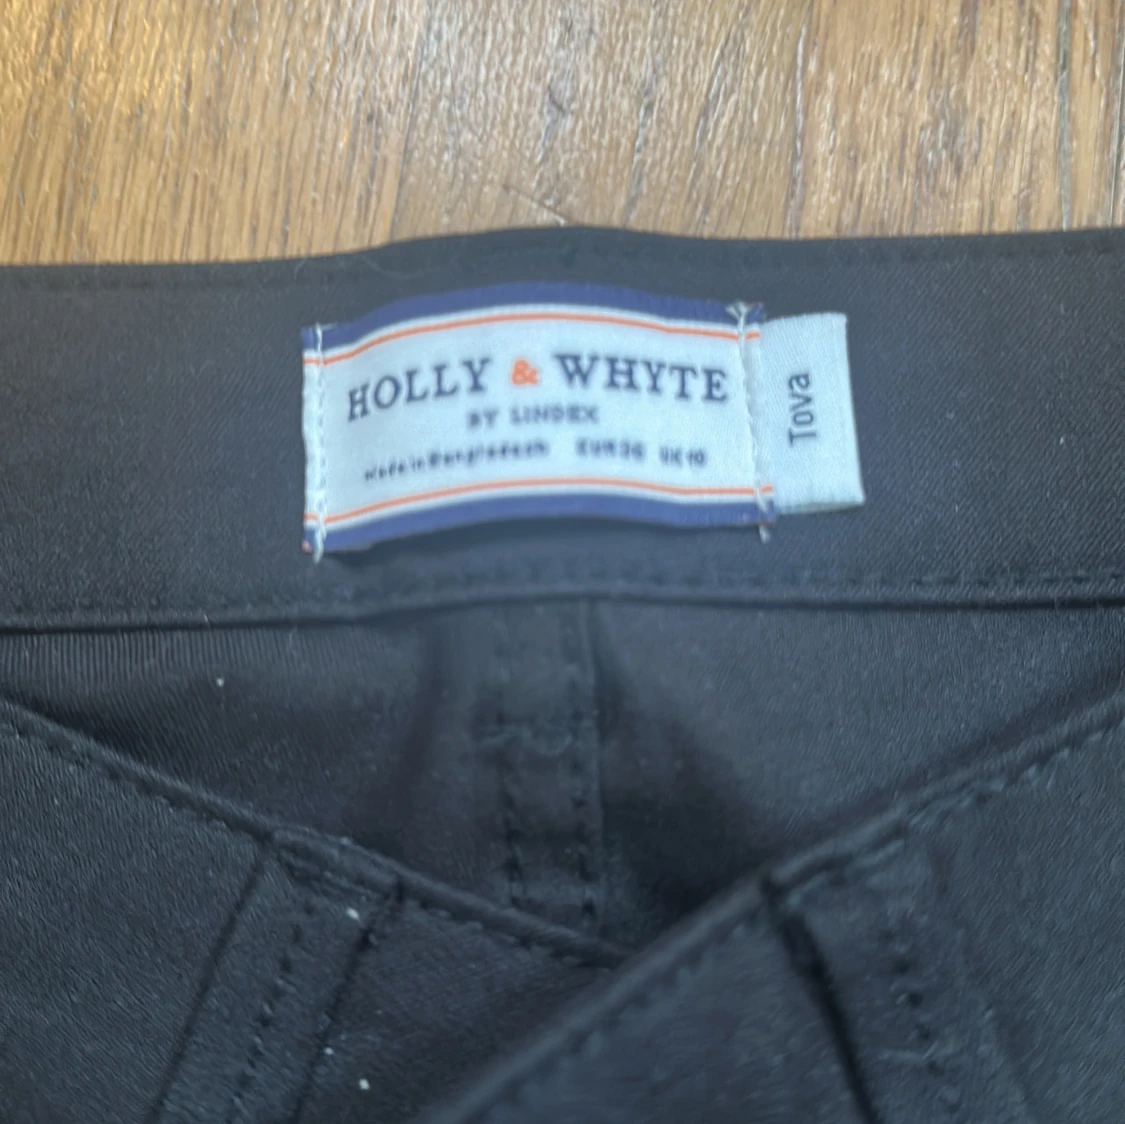 HOLLY & WHYTE
BY LINDEX
Made in Bangladesh EUR36 UK10
Tova